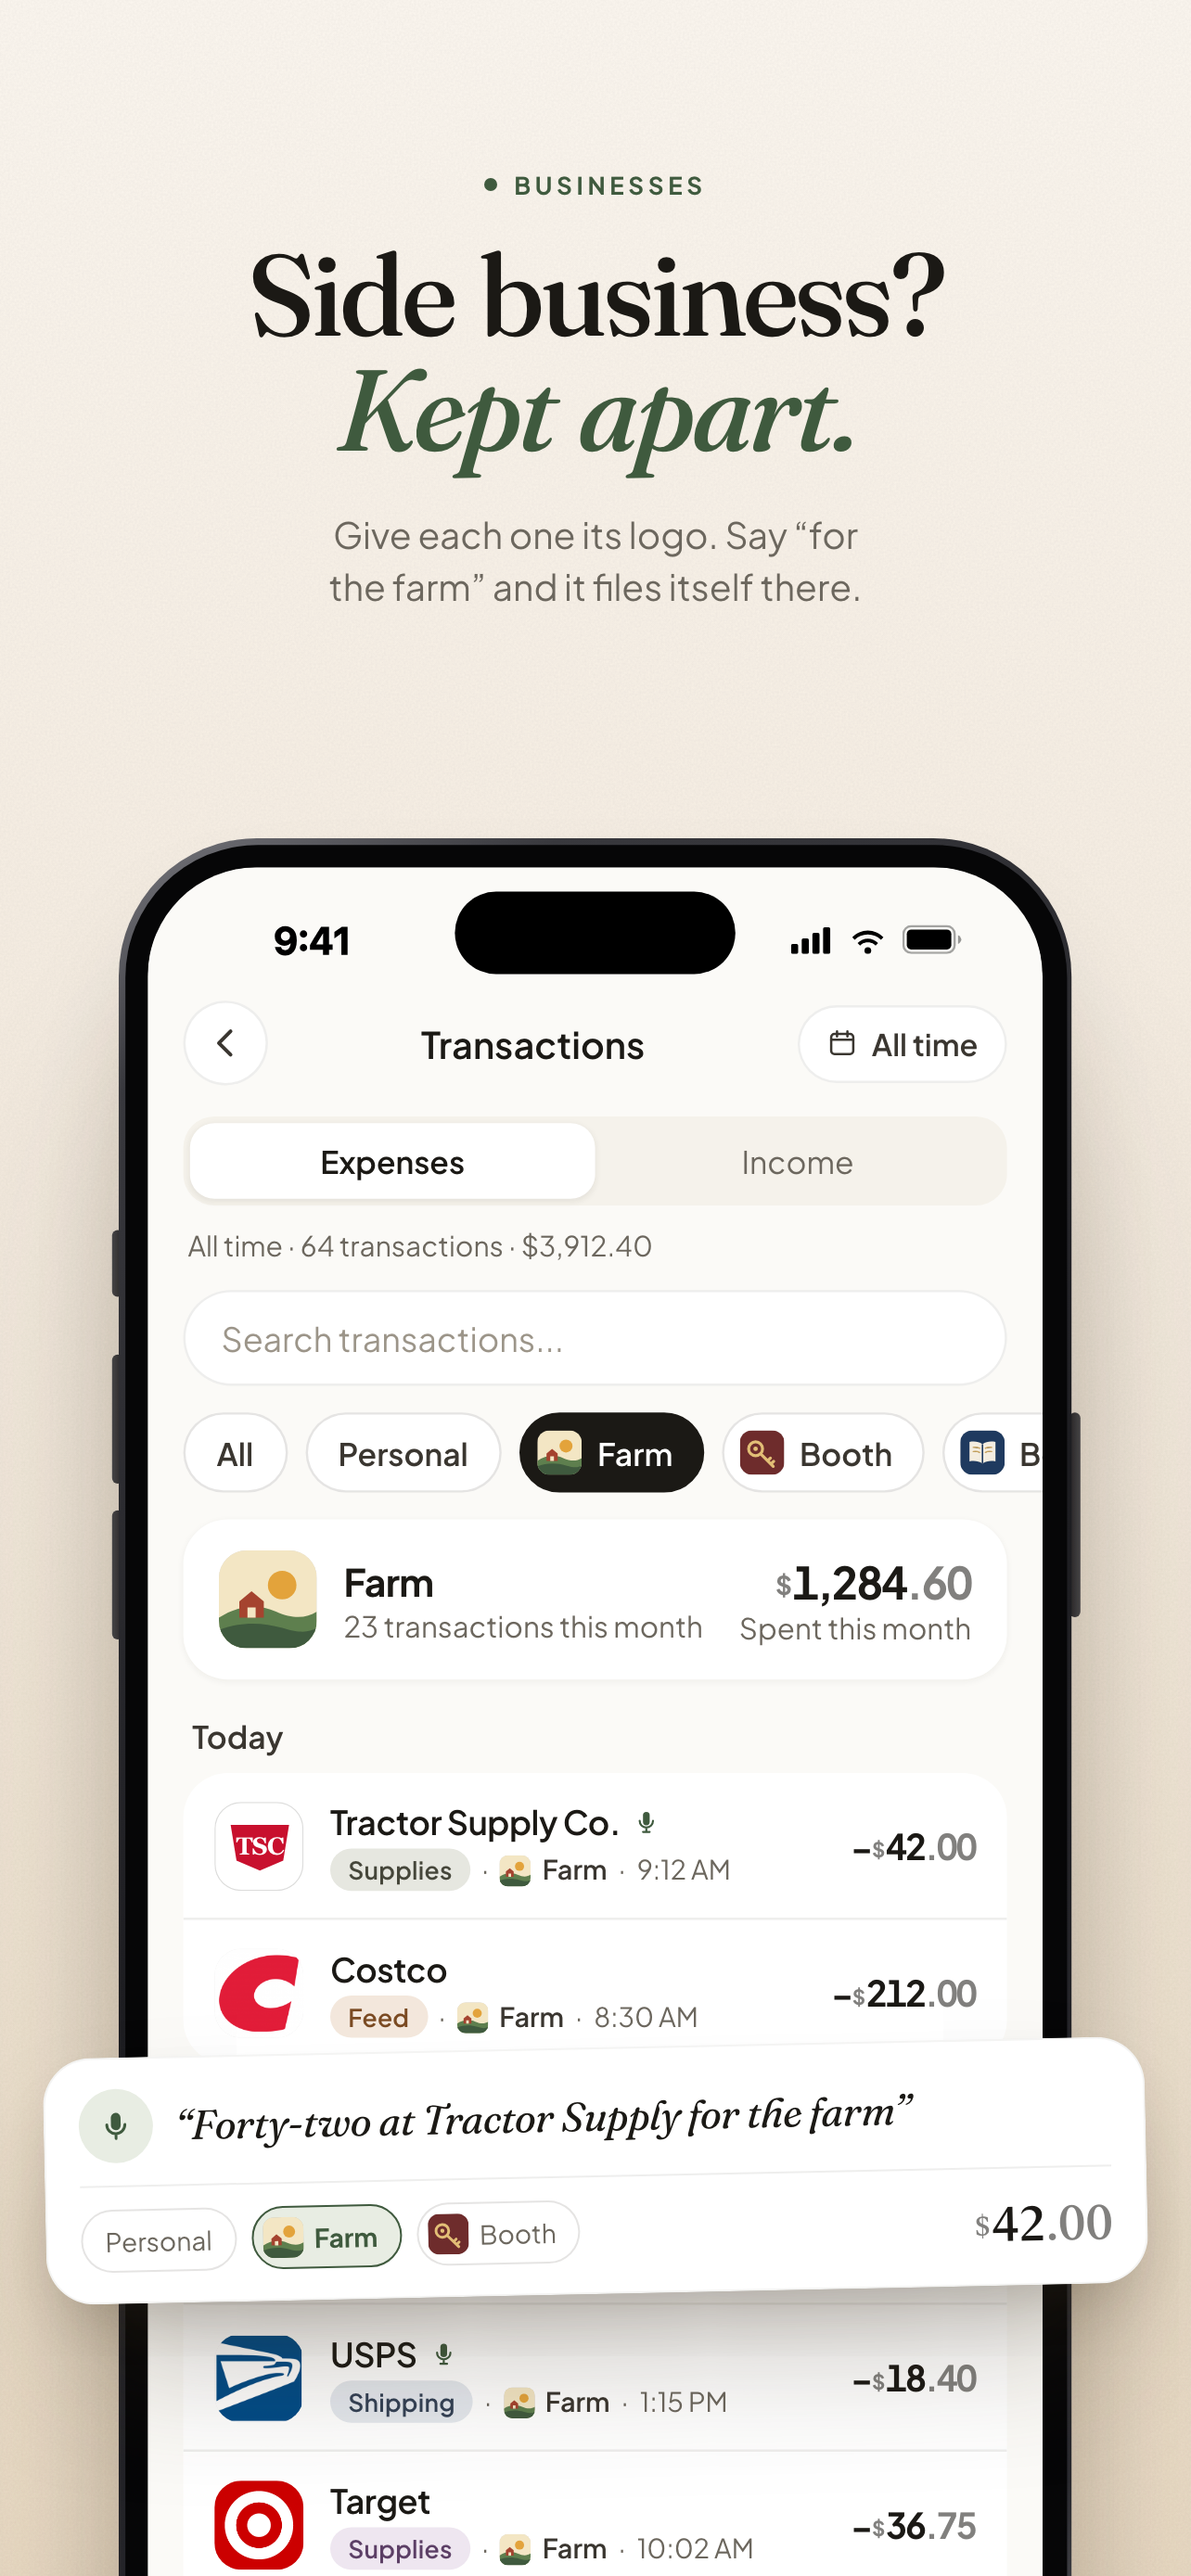 BUSINESSES
Side business?
Kept apart.
Give each one its logo. Say “for
the farm” and it files itself there.
9:41
Transactions
All time
Expenses
Income
All time · 64 transactions · $3,912.40
Search transactions...
All
Personal
Farm
Booth
B
Farm
$1,284.60
23 transactions this month
Spent this month
Today
TSC
Tractor Supply Co.
Supplies · Farm · 9:12 AM
–$42.00
Costco
Feed · Farm · 8:30 AM
–$212.00
“Forty-two at Tractor Supply for the farm”
Personal
Farm
Booth
$42.00
USPS
Shipping · Farm · 1:15 PM
–$18.40
Target
Supplies · Farm · 10:02 AM
–$36.75